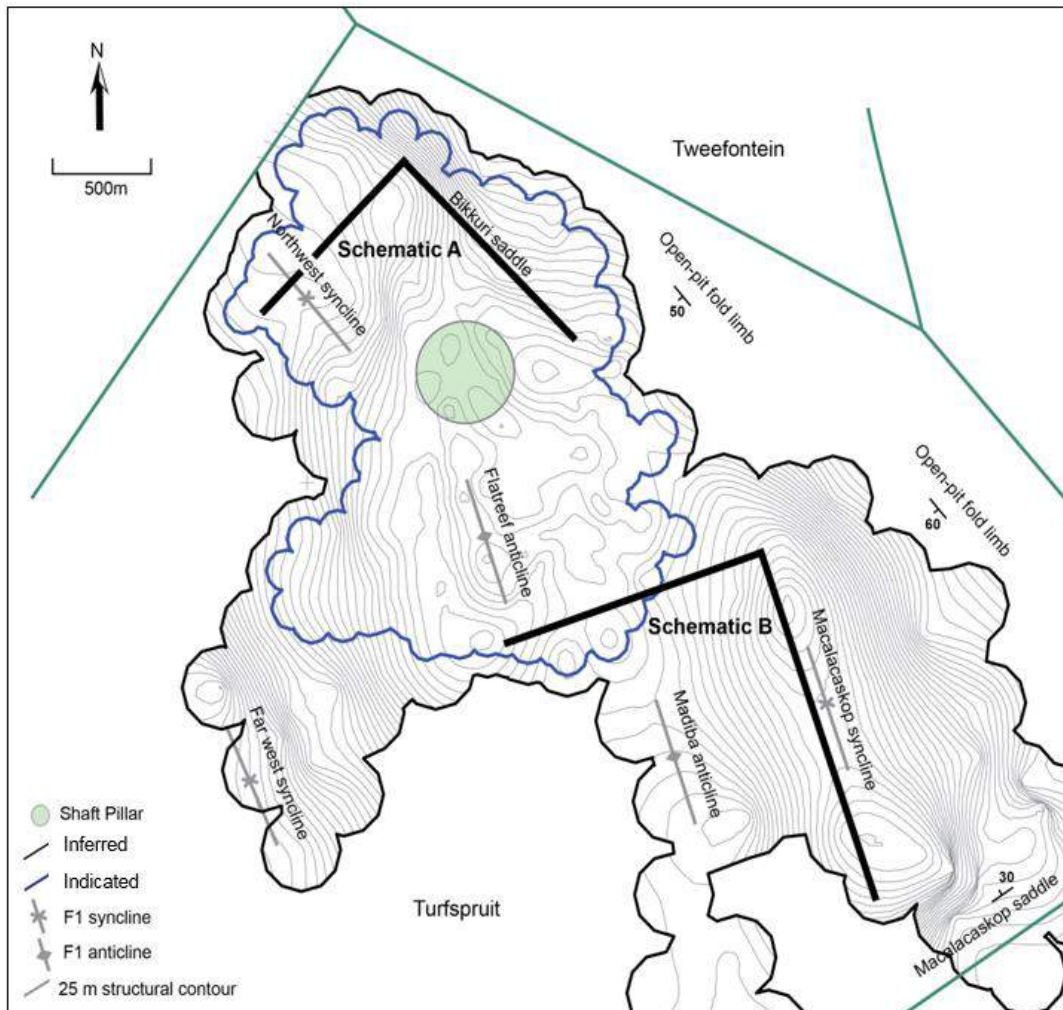 N
500m
Tweefontein
Bikkuri saddle
Northwest syncline
Schematic A
Open-pit fold limb
50
Flatreef anticline
Open-pit fold limb
60
Schematic B
Macalacaskop syncline
Madiba anticline
Far west syncline
Turfspruit
30
Macalacaskop saddle
Shaft Pillar
Inferred
Indicated
F1 syncline
F1 anticline
25 m structural contour